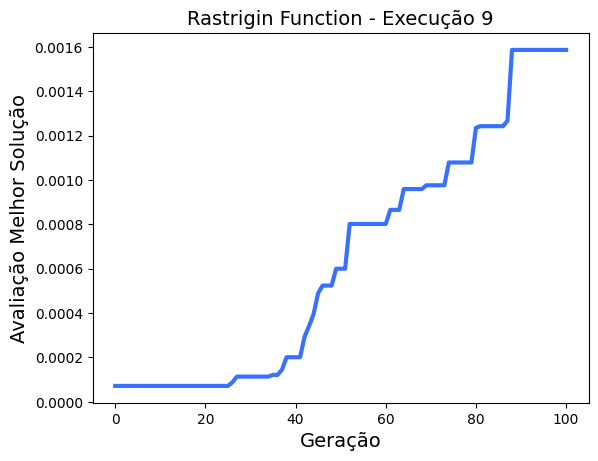 Rastrigin Function - Execução 9
Avaliação Melhor Solução
0.0016
0.0014
0.0012
0.0010
0.0008
0.0006
0.0004
0.0002
0.0000
0 20 40 60 80 100
Geração